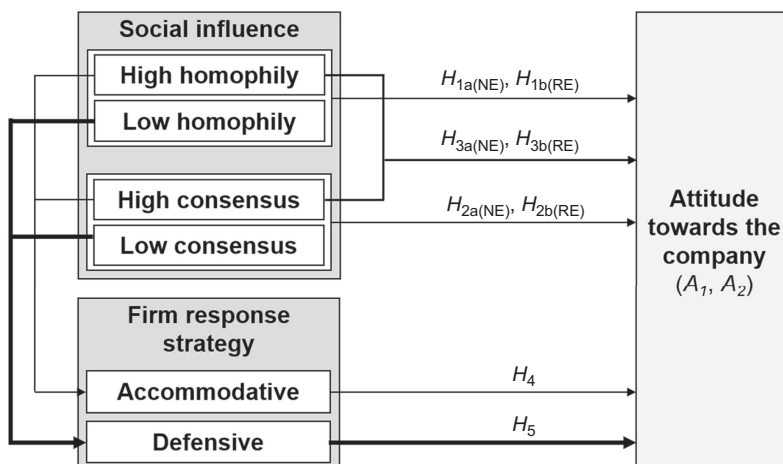 Social influence
High homophily
Low homophily
High consensus
Low consensus
Firm response
strategy
Accommodative
Defensive
H1a(NE), H1b(RE)
H3a(NE), H3b(RE)
H2a(NE), H2b(RE)
H4
H5
Attitude
towards the
company
(A1, A2)